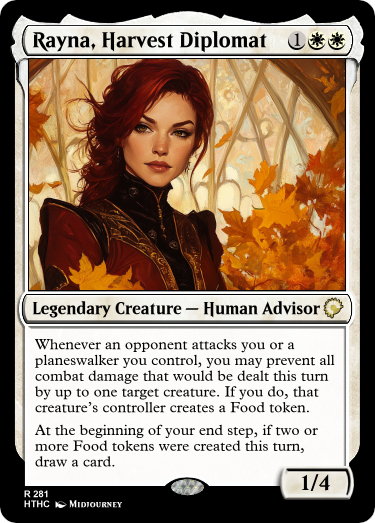 Rayna, Harvest Diplomat 1
Legendary Creature — Human Advisor
Whenever an opponent attacks you or a
planeswalker you control, you may prevent all
combat damage that would be dealt this turn
by up to one target creature. If you do, that
creature's controller creates a Food token.
At the beginning of your end step, if two
or more Food tokens were created this turn,
draw a card.
1/4
R 281
HTHC Midjourney